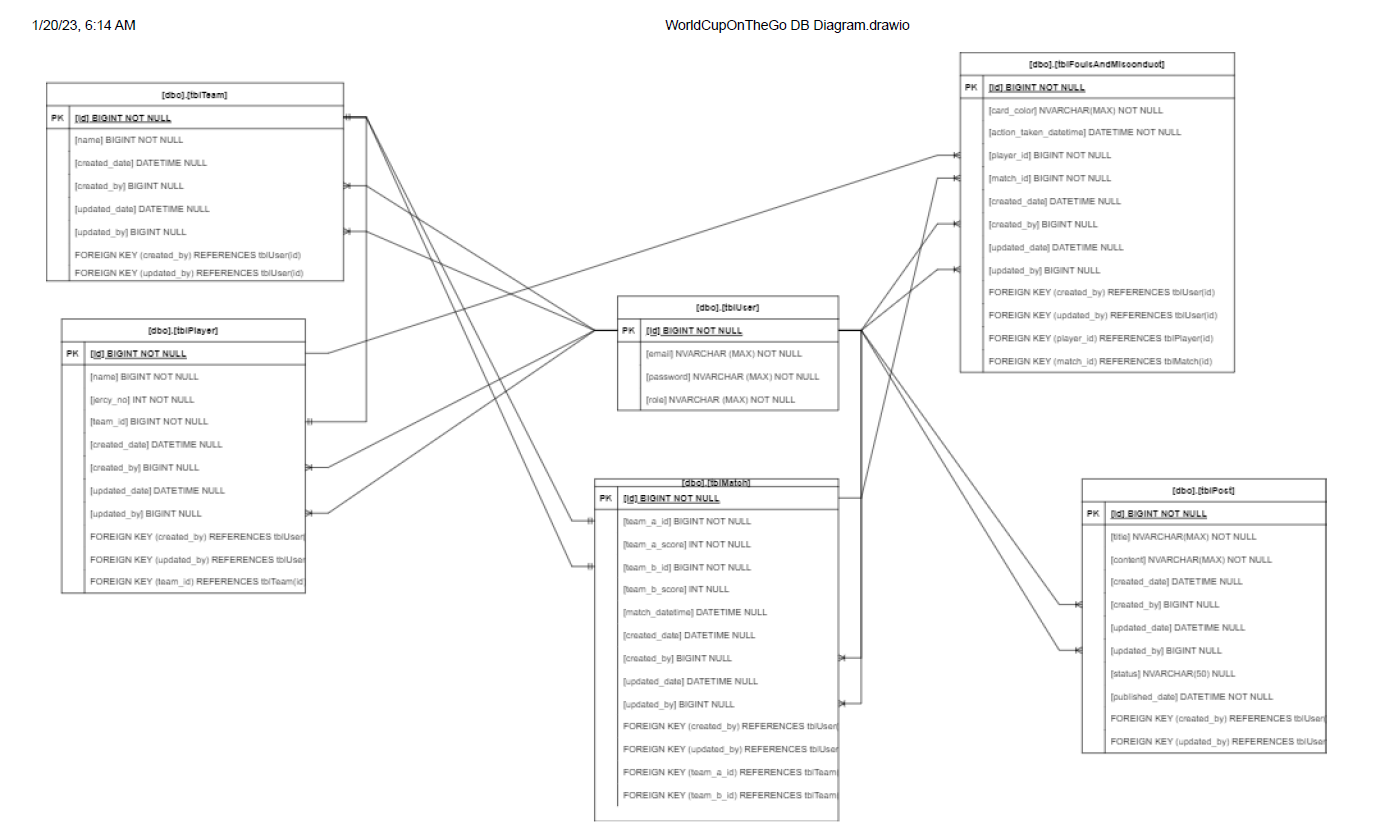 1/20/23, 6:14 AM
WorldCupOnTheGo DB Diagram.drawio
[dbo].[tblTeam]
PK [id] BIGINT NOT NULL
[name] BIGINT NOT NULL
[created_date] DATETIME NULL
[created_by] BIGINT NULL
[updated_date] DATETIME NULL
[updated_by] BIGINT NULL
FOREIGN KEY (created_by) REFERENCES tblUser(id)
FOREIGN KEY (updated_by) REFERENCES tblUser(id)
[dbo].[tblPlayer]
PK [id] BIGINT NOT NULL
[name] BIGINT NOT NULL
[jercy_no] INT NOT NULL
[team_id] BIGINT NOT NULL
[created_date] DATETIME NULL
[created_by] BIGINT NULL
[updated_date] DATETIME NULL
[updated_by] BIGINT NULL
FOREIGN KEY (created_by) REFERENCES tblUser(
FOREIGN KEY (updated_by) REFERENCES tblUser
FOREIGN KEY (team_id) REFERENCES tblTeam(id)
[dbo].[tblUser]
PK [id] BIGINT NOT NULL
[email] NVARCHAR (MAX) NOT NULL
[password] NVARCHAR (MAX) NOT NULL
[role] NVARCHAR (MAX) NOT NULL
[dbo].[tblMatch]
PK [id] BIGINT NOT NULL
[team_a_id] BIGINT NOT NULL
[team_a_score] INT NOT NULL
[team_b_id] BIGINT NOT NULL
[team_b_score] INT NULL
[match_datetime] DATETIME NULL
[created_date] DATETIME NULL
[created_by] BIGINT NULL
[updated_date] DATETIME NULL
[updated_by] BIGINT NULL
FOREIGN KEY (created_by) REFERENCES tblUser(
FOREIGN KEY (updated_by) REFERENCES tblUser
FOREIGN KEY (team_a_id) REFERENCES tblTeam(
FOREIGN KEY (team_b_id) REFERENCES tblTeam(
[dbo].[tblFoulsAndMisconduct]
PK [id] BIGINT NOT NULL
[card_color] NVARCHAR(MAX) NOT NULL
[action_taken_datetime] DATETIME NOT NULL
[player_id] BIGINT NOT NULL
[match_id] BIGINT NOT NULL
[created_date] DATETIME NULL
[created_by] BIGINT NULL
[updated_date] DATETIME NULL
[updated_by] BIGINT NULL
FOREIGN KEY (created_by) REFERENCES tblUser(id)
FOREIGN KEY (updated_by) REFERENCES tblUser(id)
FOREIGN KEY (player_id) REFERENCES tblPlayer(id)
FOREIGN KEY (match_id) REFERENCES tblMatch(id)
[dbo].[tblPost]
PK [id] BIGINT NOT NULL
[title] NVARCHAR(MAX) NOT NULL
[content] NVARCHAR(MAX) NOT NULL
[created_date] DATETIME NULL
[created_by] BIGINT NULL
[updated_date] DATETIME NULL
[updated_by] BIGINT NULL
[status] NVARCHAR(50) NULL
[published_date] DATETIME NOT NULL
FOREIGN KEY (created_by) REFERENCES tblUser(
FOREIGN KEY (updated_by) REFERENCES tblUser